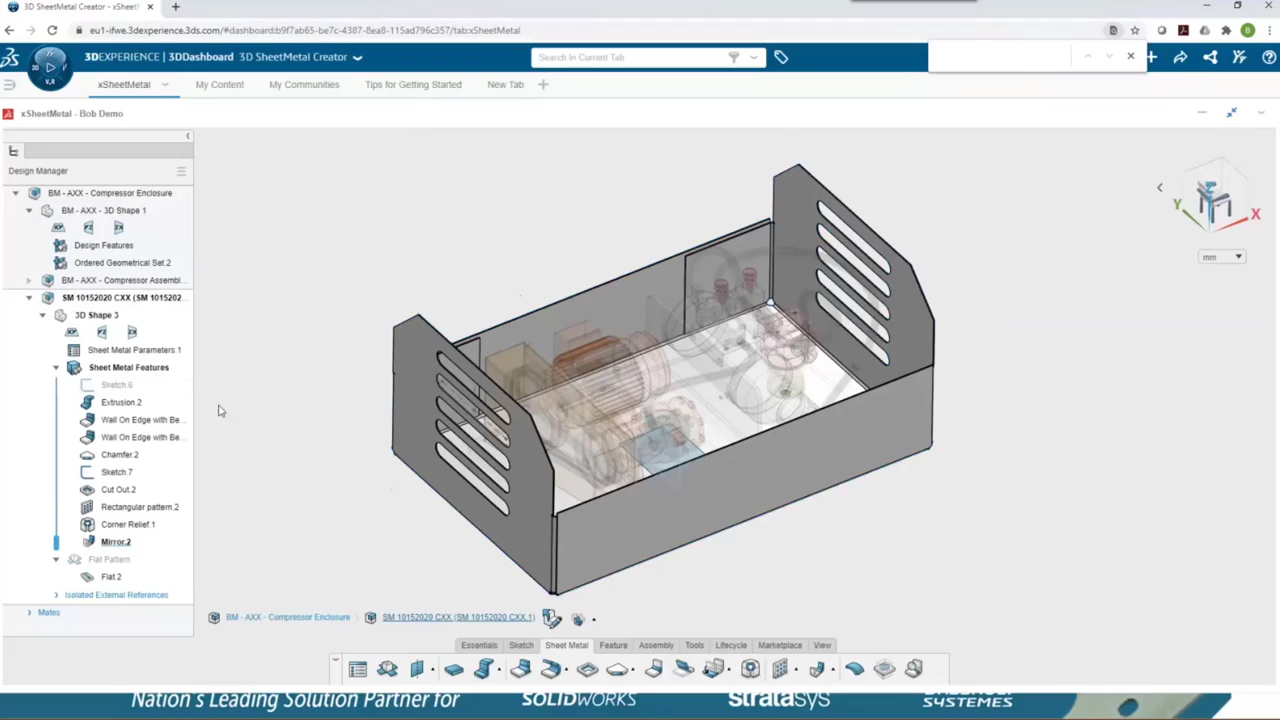 3D SheetMetal Creator - xSheetM
eu1-ifwe.3dexperience.3ds.com/#dashboard:b9f7ab65-be7c-4387-8ea8-115ad796c357/tab:xSheetMetal
3DEXPERIENCE | 3DDashboard 3D SheetMetal Creator
Search In Current Tab
xSheetMetal
My Content
My Communities
Tips for Getting Started
New Tab
xSheetMetal - Bob Demo
Design Manager
BM - AXX - Compressor Enclosure
BM - AXX - 3D Shape 1
XY YZ ZX
Design Features
Ordered Geometrical Set.2
BM - AXX - Compressor Assembl...
SM 10152020 CXX (SM 1015202...
3D Shape 3
XY YZ ZX
Sheet Metal Parameters.1
Sheet Metal Features
Sketch.6
Extrusion.2
Wall On Edge with Be...
Wall On Edge with Be...
Chamfer.2
Sketch.7
Cut Out.2
Rectangular pattern.2
Corner Relief.1
Mirror.2
Flat Pattern
Flat.2
Isolated External References
Mates
Z
Y
X
mm
BM - AXX - Compressor Enclosure
SM 10152020 CXX (SM 10152020 CXX.1)
Essentials
Sketch
Sheet Metal
Feature
Assembly
Tools
Lifecycle
Marketplace
View
Nation's Leading Solution Partner for
SOLIDWORKS
Stratasys
SYSTEMS